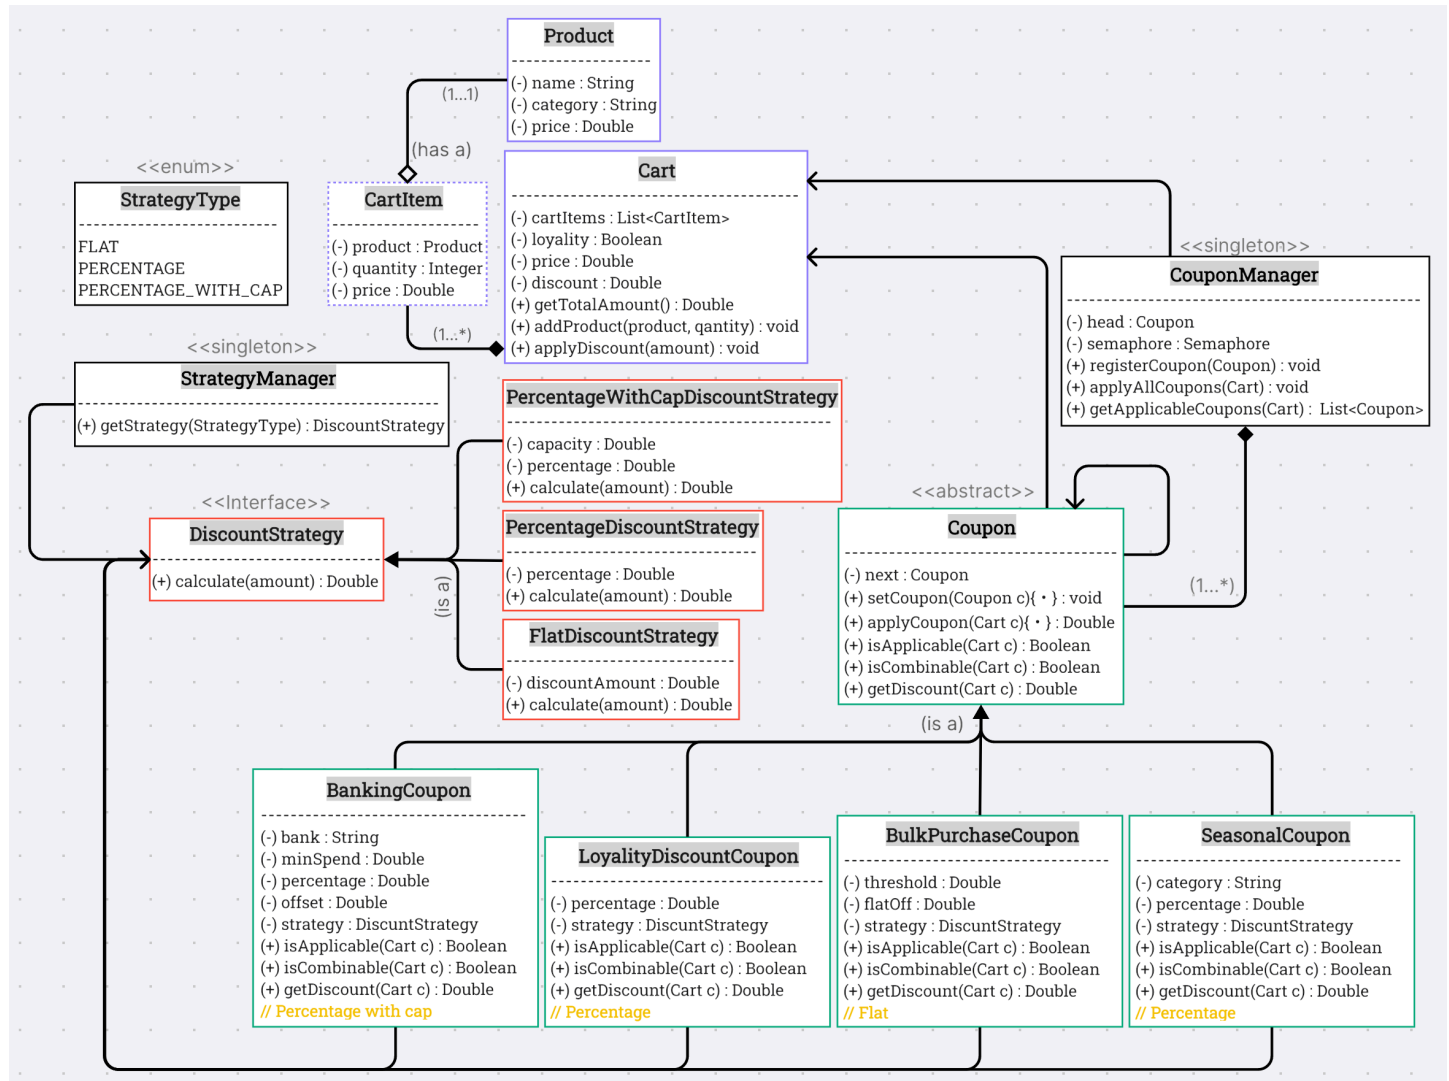 Product
(-) name : String
(-) category : String
(-) price : Double
(1...1)
(has a)
<<enum>>
StrategyType
FLAT
PERCENTAGE
PERCENTAGE_WITH_CAP
CartItem
(-) product : Product
(-) quantity : Integer
(-) price : Double
(1...*)
Cart
(-) cartItems : List<CartItem>
(-) loyality : Boolean
(-) price : Double
(-) discount : Double
(+) getTotalAmount() : Double
(+) addProduct(product, qantity) : void
(+) applyDiscount(amount) : void
<<singleton>>
CouponManager
(-) head : Coupon
(-) semaphore : Semaphore
(+) registerCoupon(Coupon) : void
(+) applyAllCoupons(Cart) : void
(+) getApplicableCoupons(Cart) : List<Coupon>
<<singleton>>
StrategyManager
(+) getStrategy(StrategyType) : DiscountStrategy
<<Interface>>
DiscountStrategy
(+) calculate(amount) : Double
(is a)
PercentageWithCapDiscountStrategy
(-) capacity : Double
(-) percentage : Double
(+) calculate(amount) : Double
PercentageDiscountStrategy
(-) percentage : Double
(+) calculate(amount) : Double
FlatDiscountStrategy
(-) discountAmount : Double
(+) calculate(amount) : Double
<<abstract>>
Coupon
(-) next : Coupon
(+) setCoupon(Coupon c){ • } : void
(+) applyCoupon(Cart c){ • } : Double
(+) isApplicable(Cart c) : Boolean
(+) isCombinable(Cart c) : Boolean
(+) getDiscount(Cart c) : Double
(1...*)
(is a)
BankingCoupon
(-) bank : String
(-) minSpend : Double
(-) percentage : Double
(-) offset : Double
(-) strategy : DiscuntStrategy
(+) isApplicable(Cart c) : Boolean
(+) isCombinable(Cart c) : Boolean
(+) getDiscount(Cart c) : Double
// Percentage with cap
LoyalityDiscountCoupon
(-) percentage : Double
(-) strategy : DiscuntStrategy
(+) isApplicable(Cart c) : Boolean
(+) isCombinable(Cart c) : Boolean
(+) getDiscount(Cart c) : Double
// Percentage
BulkPurchaseCoupon
(-) threshold : Double
(-) flatOff : Double
(-) strategy : DiscuntStrategy
(+) isApplicable(Cart c) : Boolean
(+) isCombinable(Cart c) : Boolean
(+) getDiscount(Cart c) : Double
// Flat
SeasonalCoupon
(-) category : String
(-) percentage : Double
(-) strategy : DiscuntStrategy
(+) isApplicable(Cart c) : Boolean
(+) isCombinable(Cart c) : Boolean
(+) getDiscount(Cart c) : Double
// Percentage